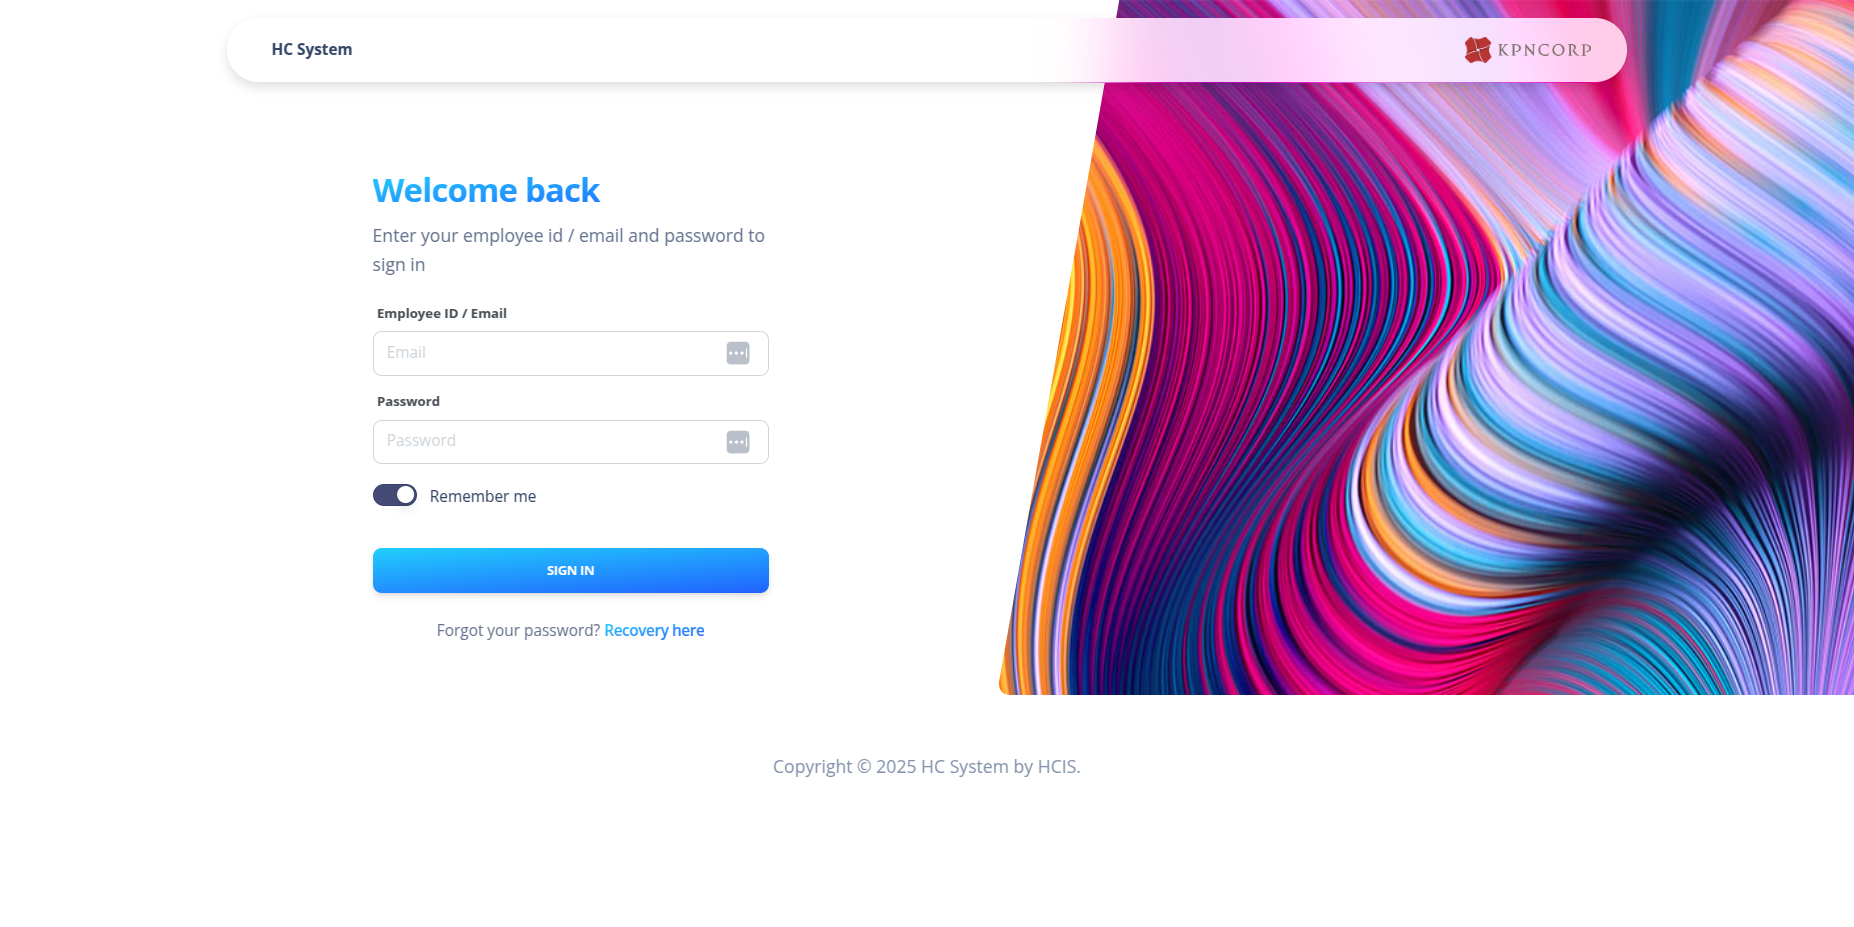 HC System
KPNCORP
Welcome back
Enter your employee id / email and password to
sign in
Employee ID / Email
Email
Password
Password
Remember me
SIGN IN
Forgot your password? Recovery here
Copyright © 2025 HC System by HCIS.